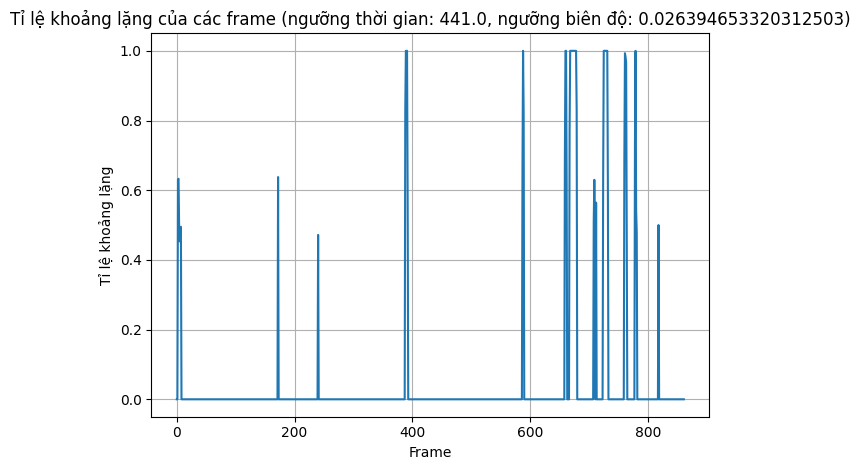 Tỉ lệ khoảng lặng của các frame (ngưỡng thời gian: 441.0, ngưỡng biên độ: 0.026394653320312503)
1.0
0.8
0.6
0.4
0.2
0.0
Tỉ lệ khoảng lặng
0 200 400 600 800
Frame